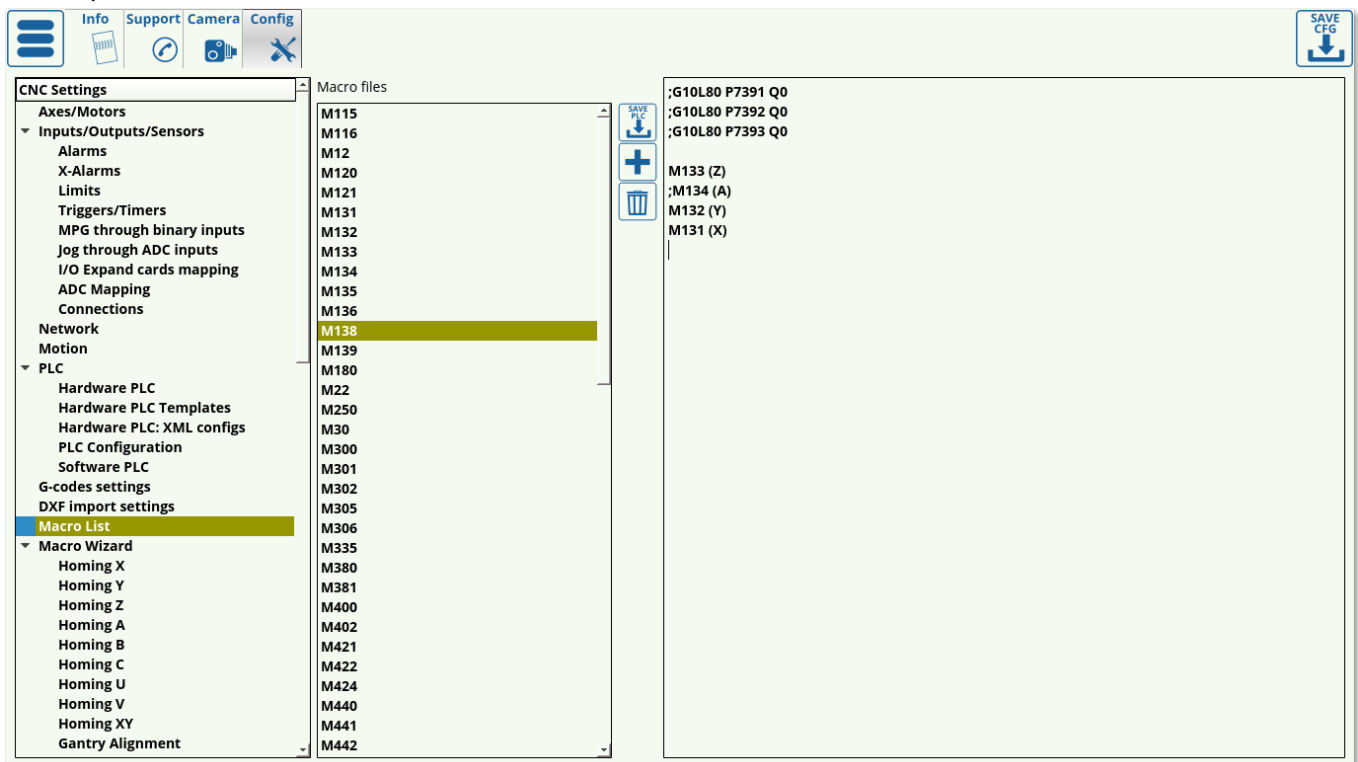 Info
Support
Camera
Config
SAVE
CFG
CNC Settings
Axes/Motors
Inputs/Outputs/Sensors
Alarms
X-Alarms
Limits
Triggers/Timers
MPG through binary inputs
Jog through ADC inputs
I/O Expand cards mapping
ADC Mapping
Connections
Network
Motion
PLC
Hardware PLC
Hardware PLC Templates
Hardware PLC: XML configs
PLC Configuration
Software PLC
G-codes settings
DXF import settings
Macro List
Macro Wizard
Homing X
Homing Y
Homing Z
Homing A
Homing B
Homing C
Homing U
Homing V
Homing XY
Gantry Alignment
Macro files
M115
M116
M12
M120
M121
M131
M132
M133
M134
M135
M136
M138
M139
M180
M22
M250
M30
M300
M301
M302
M305
M306
M335
M380
M381
M400
M402
M421
M422
M424
M440
M441
M442
SAVE
PLC
;G10L80 P7391 Q0
;G10L80 P7392 Q0
;G10L80 P7393 Q0
M133 (Z)
;M134 (A)
M132 (Y)
M131 (X)